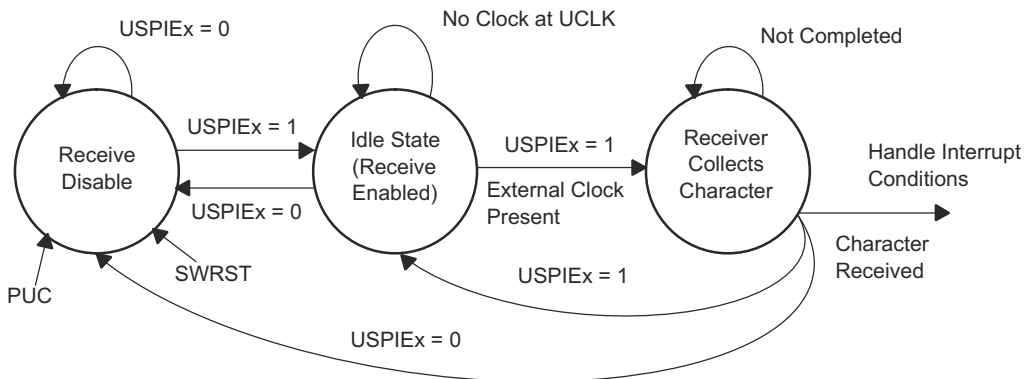 USPIEx = 0
No Clock at UCLK
Not Completed
Receive
Disable
USPIEx = 1
USPIEx = 0
Idle State
(Receive
Enabled)
USPIEx = 1
External Clock
Present
Receiver
Collects
Character
Handle Interrupt
Conditions
Character
Received
PUC
SWRST
USPIEx = 1
USPIEx = 0